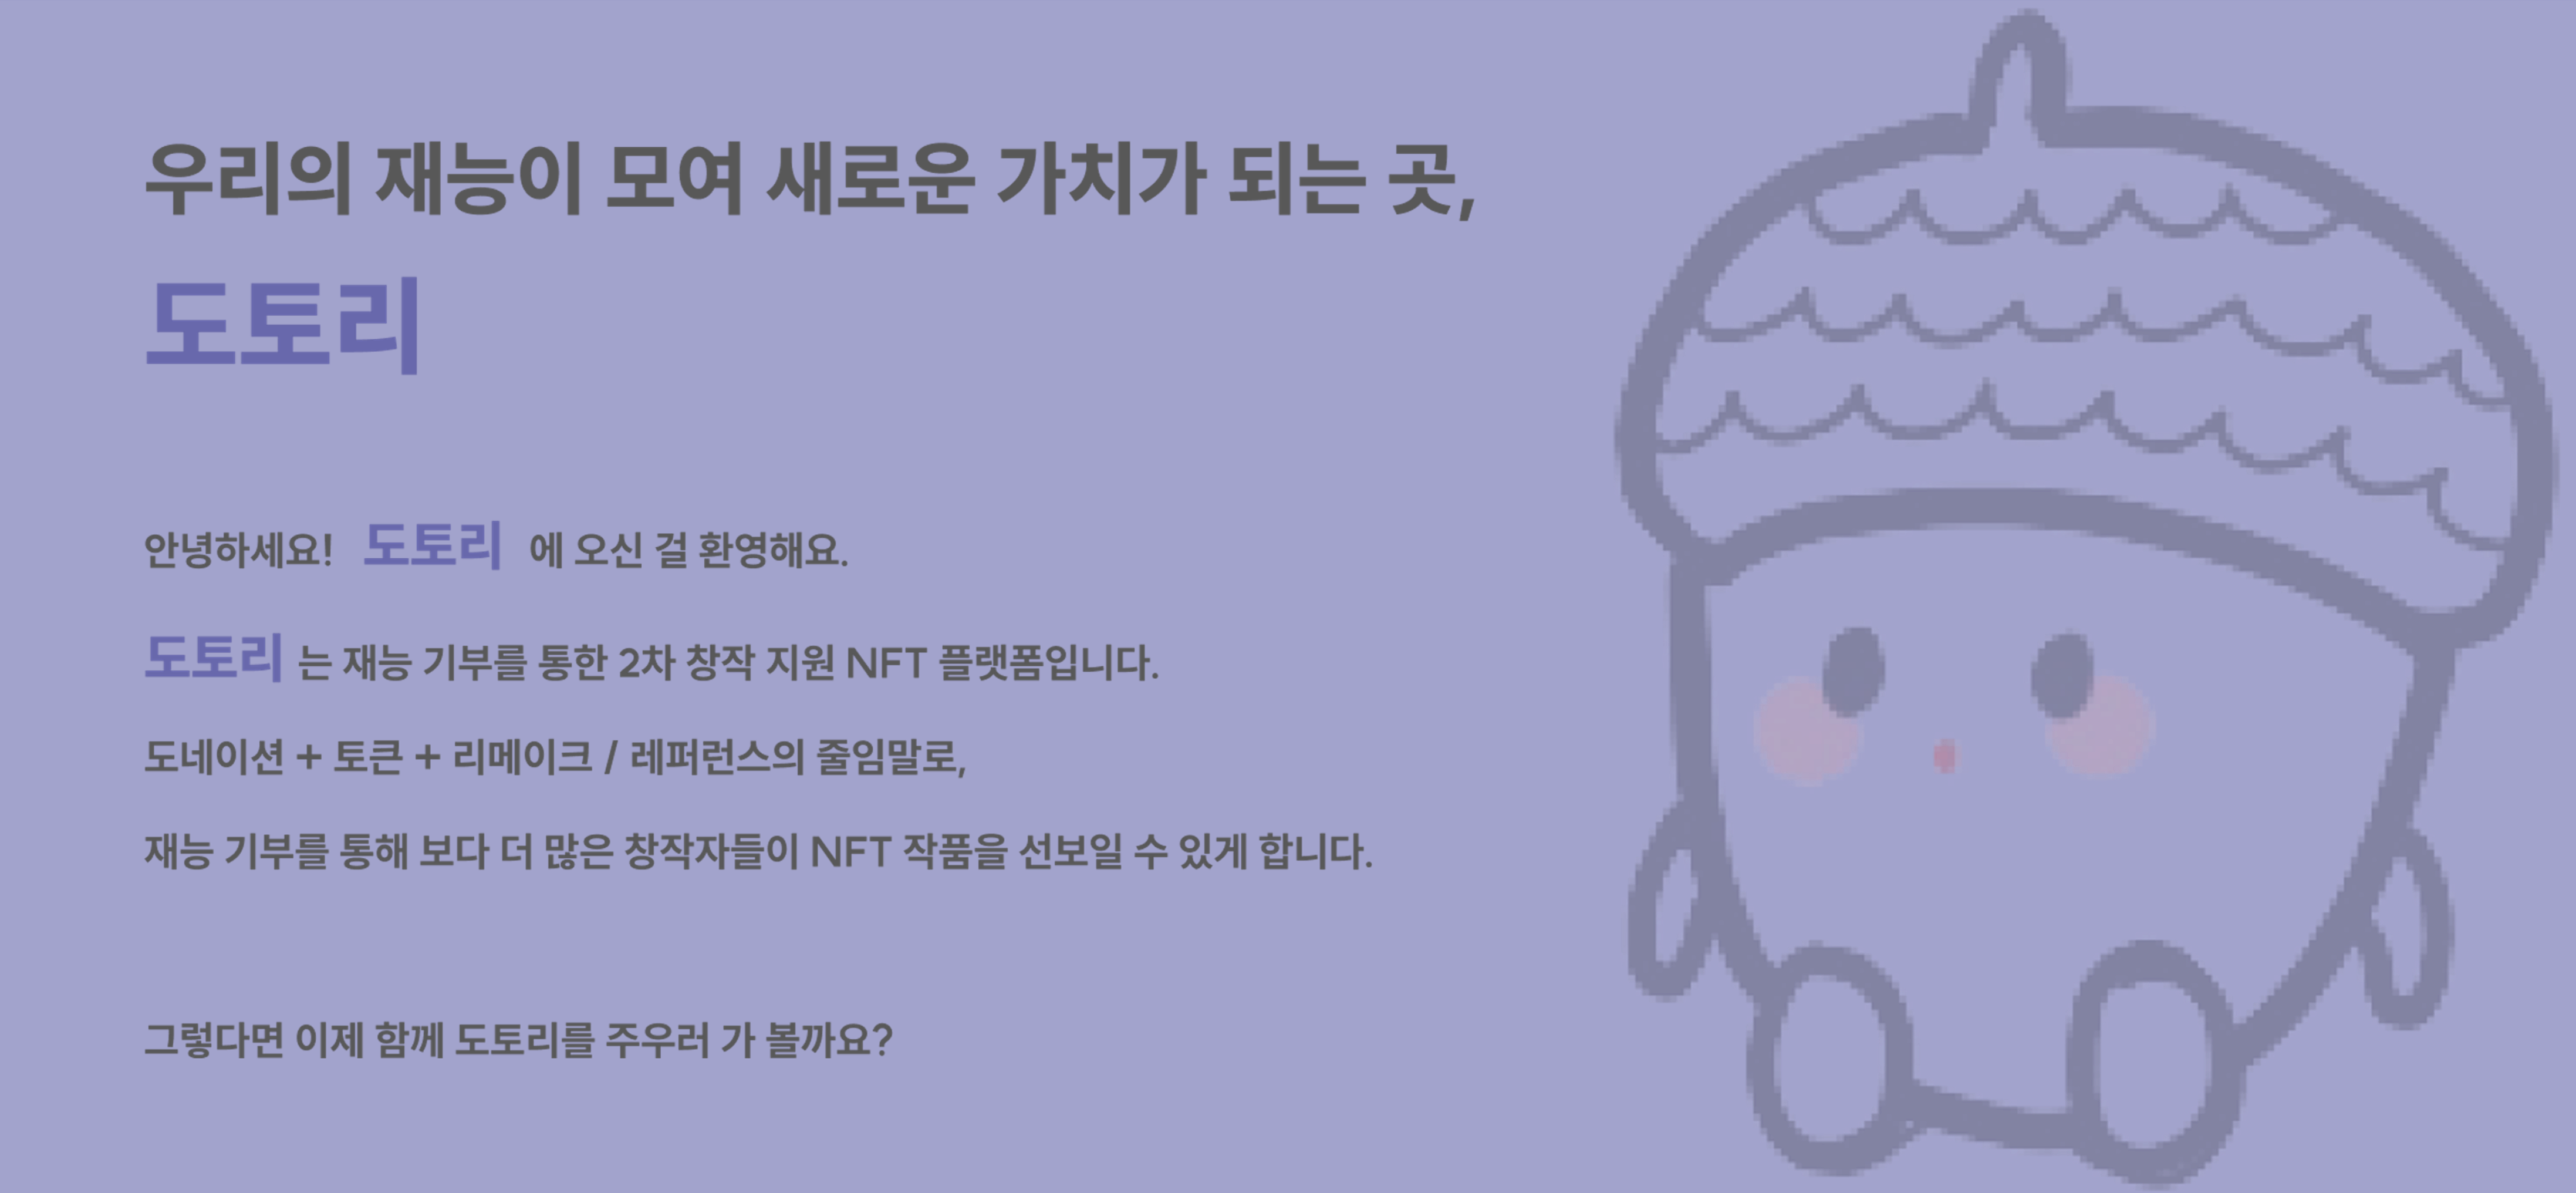 우리의 재능이 모여 새로운 가치가 되는 곳,
도토리
안녕하세요! 도토리 에 오신 걸 환영해요.
도토리 는 재능 기부를 통한 2차 창작 지원 NFT 플랫폼입니다.
도네이션 + 토큰 + 리메이크 / 레퍼런스의 줄임말로,
재능 기부를 통해 보다 더 많은 창작자들이 NFT 작품을 선보일 수 있게 합니다.
그렇다면 이제 함께 도토리를 주우러 가 볼까요?